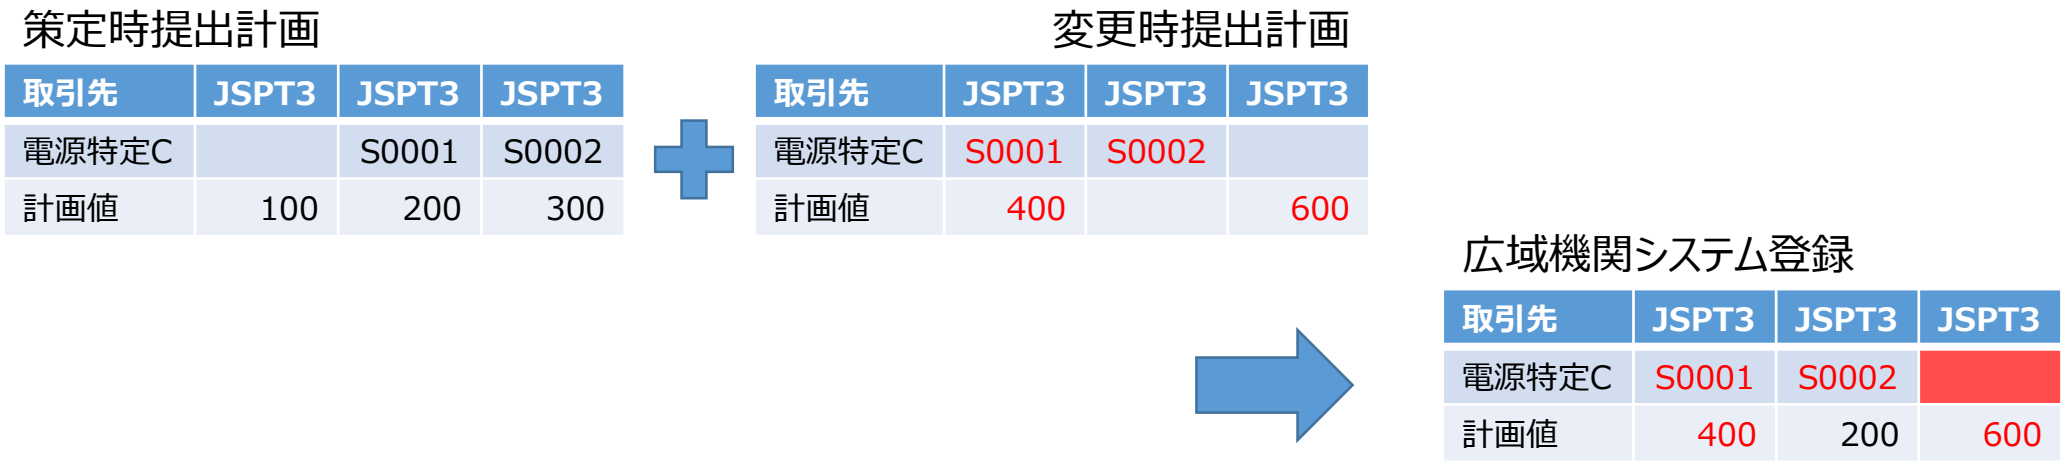 策定時提出計画
取引先 JSPT3 JSPT3 JSPT3
電源特定C S0001 S0002
計画値 100 200 300
変更時提出計画
取引先 JSPT3 JSPT3 JSPT3
電源特定C S0001 S0002
計画値 400 600
広域機関システム登録
取引先 JSPT3 JSPT3 JSPT3
電源特定C S0001 S0002
計画値 400 200 600